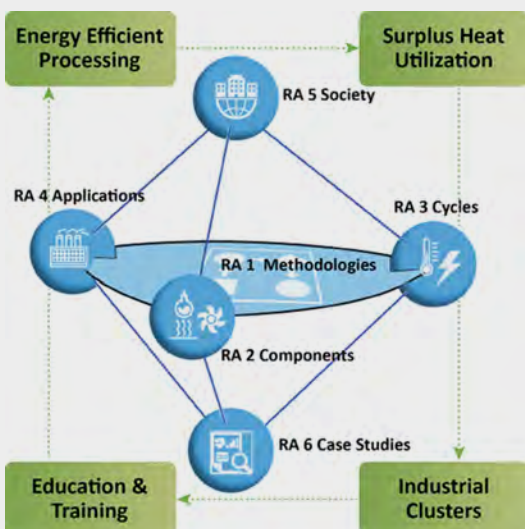 Energy Efficient
Processing
Surplus Heat
Utilization
RA 5 Society
RA 4 Applications
RA 3 Cycles
RA 1 Methodologies
RA 2 Components
RA 6 Case Studies
Education &
Training
Industrial
Clusters